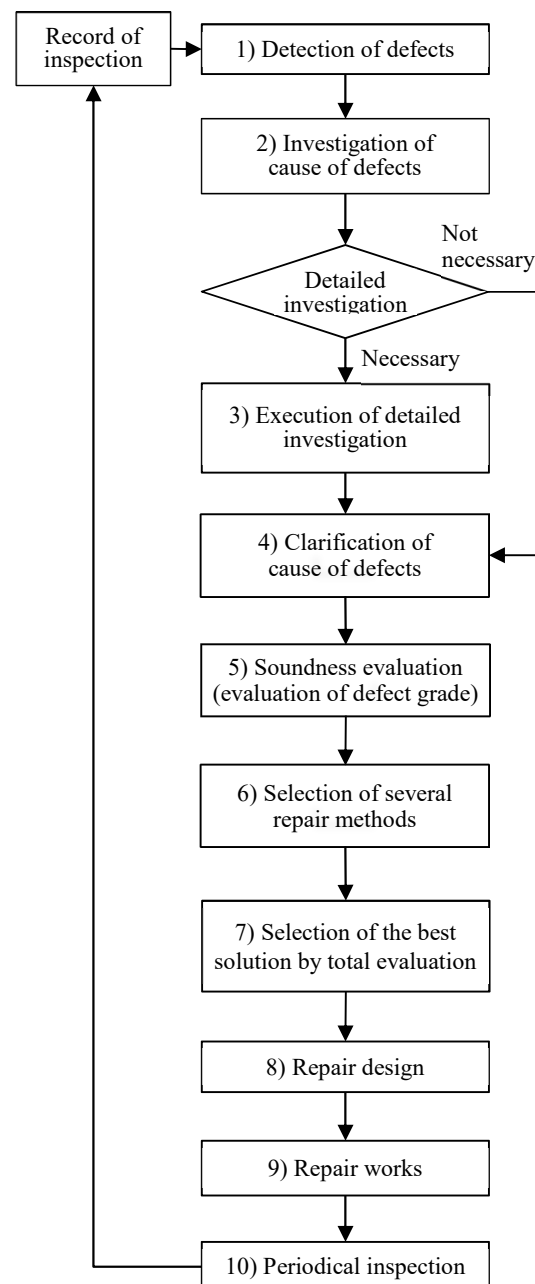 Record of
inspection
1) Detection of defects
2) Investigation of
cause of defects
Not
necessary
Detailed
investigation
Necessary
3) Execution of detailed
investigation
4) Clarification of
cause of defects
5) Soundness evaluation
(evaluation of defect grade)
6) Selection of several
repair methods
7) Selection of the best
solution by total evaluation
8) Repair design
9) Repair works
10) Periodical inspection